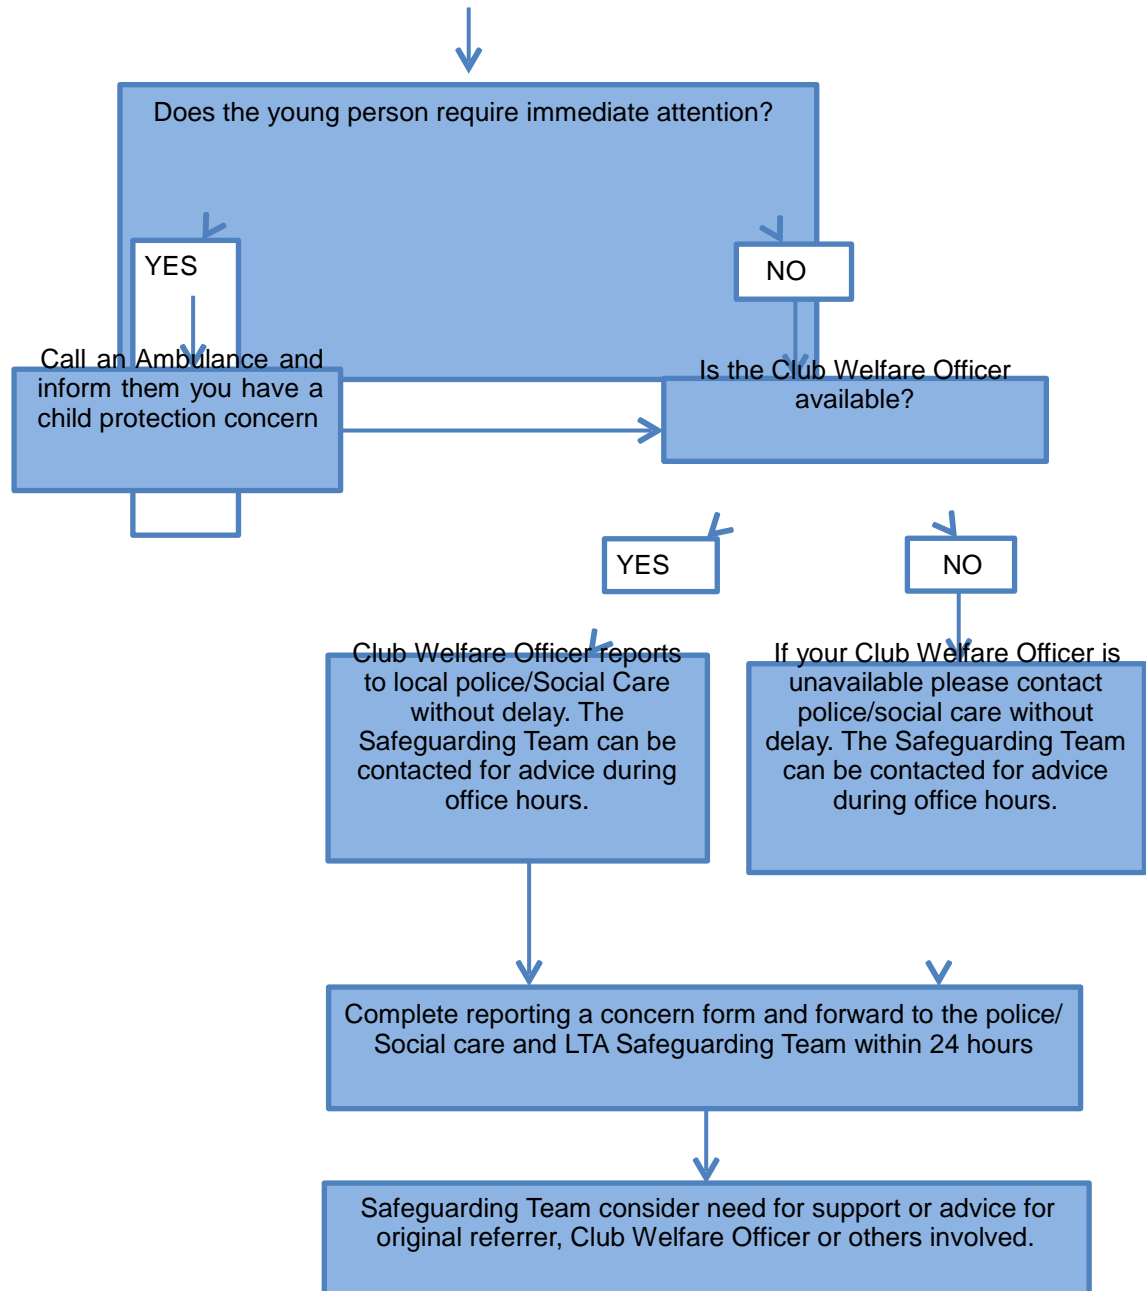 Does the young person require immediate attention?
YES
NO
Call an Ambulance and
inform them you have a
child protection concern
Is the Club Welfare Officer
available?
YES
NO
Club Welfare Officer reports
to local police/Social Care
without delay. The
Safeguarding Team can be
contacted for advice during
office hours.
If your Club Welfare Officer is
unavailable please contact
police/social care without
delay. The Safeguarding Team
can be contacted for advice
during office hours.
Complete reporting a concern form and forward to the police/
Social care and LTA Safeguarding Team within 24 hours
Safeguarding Team consider need for support or advice for
original referrer, Club Welfare Officer or others involved.